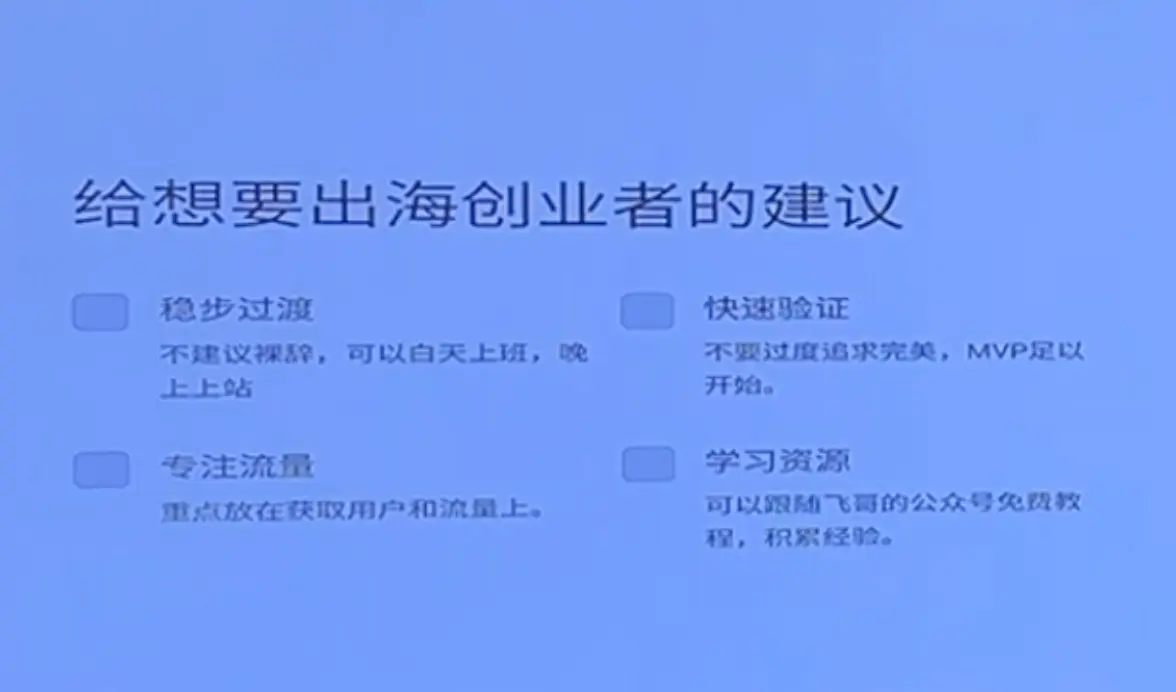 给想要出海创业者的建议
稳步过渡
不建议裸辞，可以白天上班，晚
上上站
快速验证
不要过度追求完美，MVP足以
开始。
专注流量
重点放在获取用户和流量上。
学习资源
可以跟随飞哥的公众号免费教
程，积累经验。